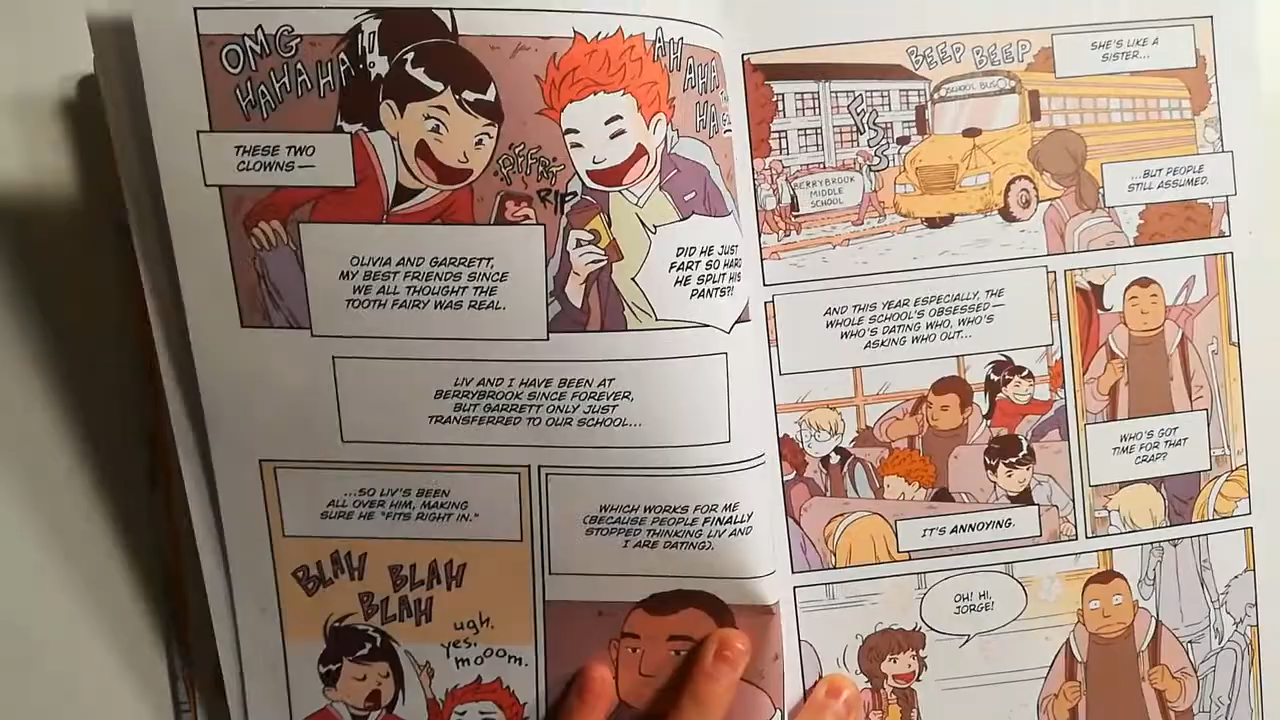 OMG
HAHAHA!!
AH
HAHA
HA
THESE TWO
CLOWNS—
PFFRT
RIP
OLIVIA AND GARRETT,
MY BEST FRIENDS SINCE
WE ALL THOUGHT THE
TOOTH FAIRY WAS REAL.
DID HE JUST
FART SO HARD
HE SPLIT HIS
PANTS?!
LIV AND I HAVE BEEN AT
BERRYBROOK SINCE FOREVER,
BUT GARRETT ONLY JUST
TRANSFERRED TO OUR SCHOOL...
...SO LIV'S BEEN
ALL OVER HIM, MAKING
SURE HE "FITS RIGHT IN."
BLAH BLAH
BLAH
ugh.
yes.
mooom.
WHICH WORKS FOR ME
(BECAUSE PEOPLE FINALLY
STOPPED THINKING LIV AND
I ARE DATING).
BEEP BEEP
SHE'S LIKE A
SISTER...
SCHOOL BUS
FSSS
BERRYBROOK
MIDDLE
SCHOOL
...BUT PEOPLE
STILL ASSUMED.
AND THIS YEAR ESPECIALLY, THE
WHOLE SCHOOL'S OBSESSED—
WHO'S DATING WHO, WHO'S
ASKING WHO OUT...
IT'S ANNOYING.
WHO'S GOT
TIME FOR THAT
CRAP?
OH! HI,
JORGE!